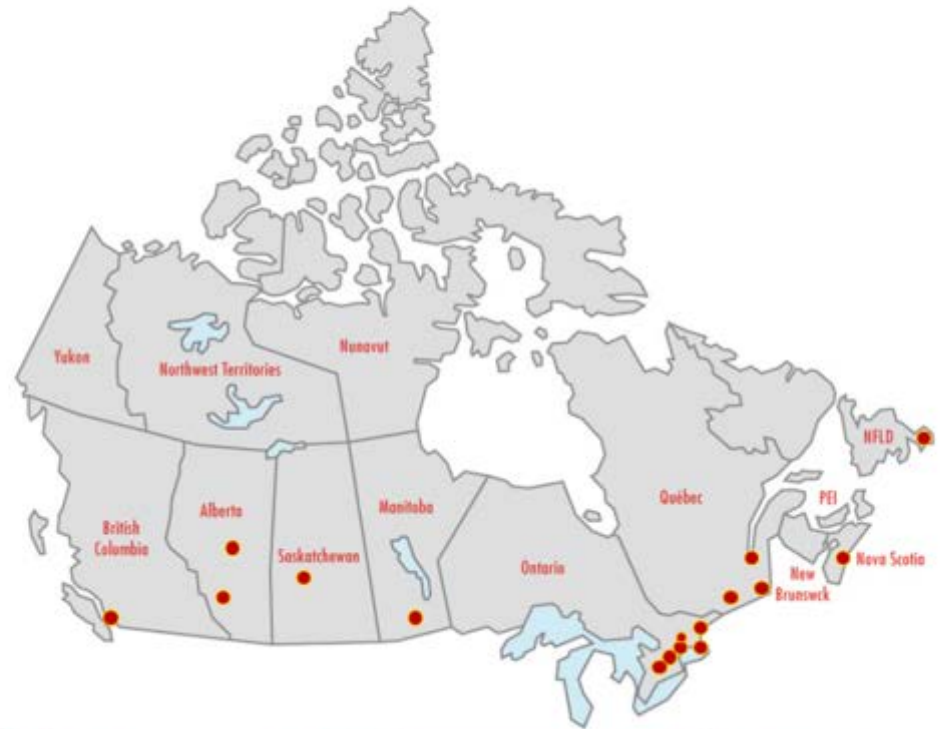 Yukon
Northwest Territories
Nunavut
British
Columbia
Alberta
Saskatchewan
Manitoba
Ontario
Québec
NFLD
PEI
New
Brunswck
Nova Scotia